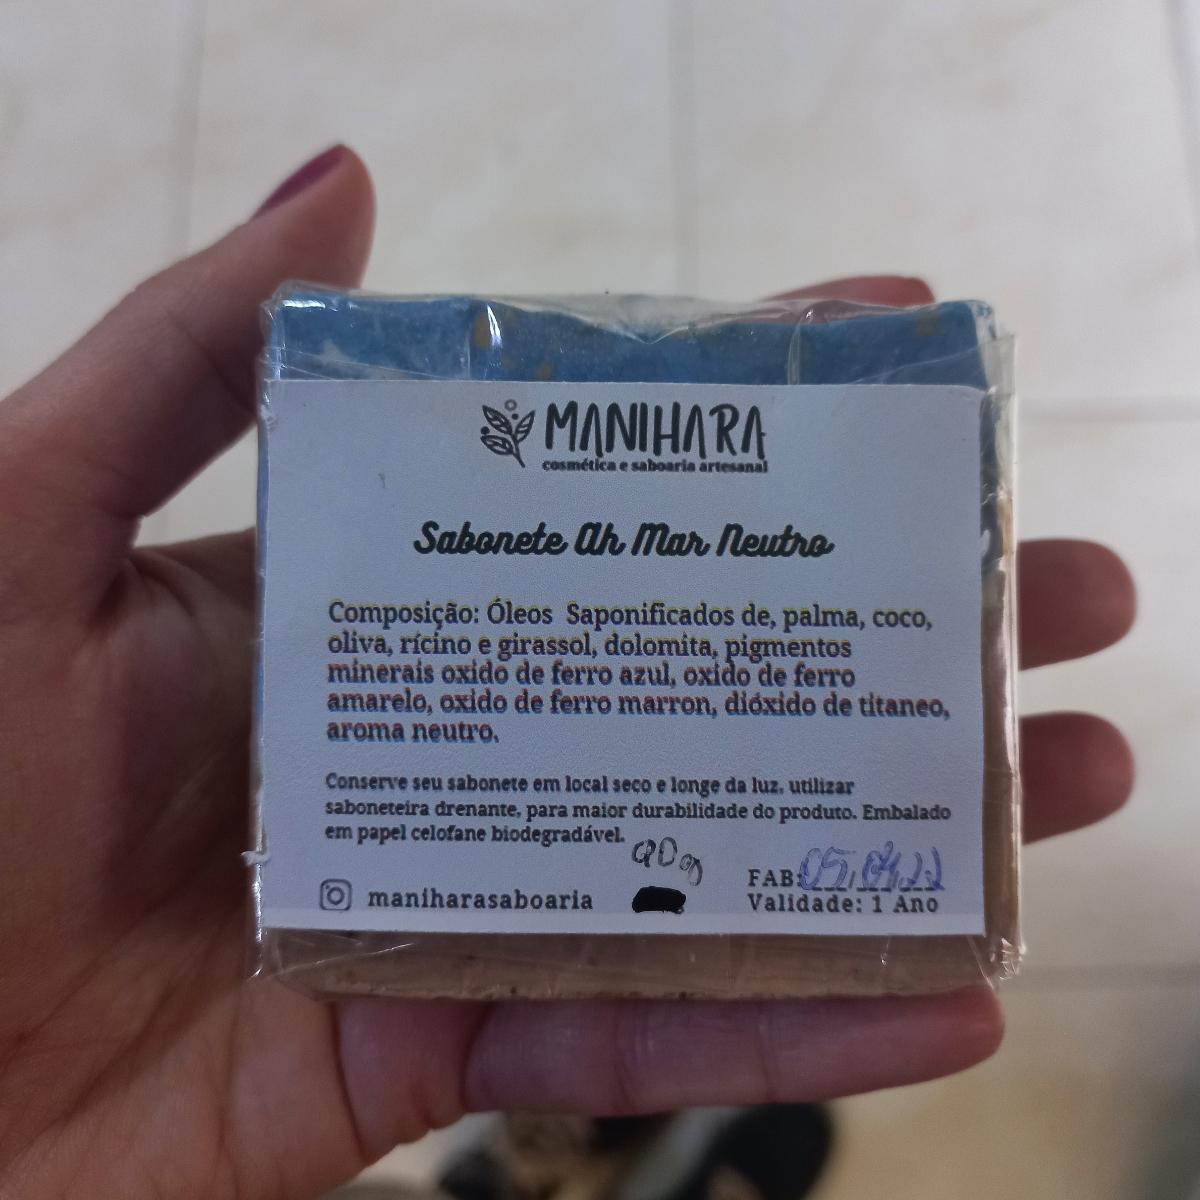 MANIHARA
cosmética e saboaria artesanal
Sabonete Ah Mar Neutro
Composição: Óleos Saponificados de, palma, coco,
oliva, rícino e girassol, dolomita, pigmentos
minerais oxido de ferro azul, oxido de ferro
amarelo, oxido de ferro marron, dióxido de titaneo,
aroma neutro.
Conserve seu sabonete em local seco e longe da luz, utilizar
saboneteira drenante, para maior durabilidade do produto. Embalado
em papel celofane biodegradável.
90g
maniharasaboaria
FAB: 05.04.22
Validade: 1 Ano